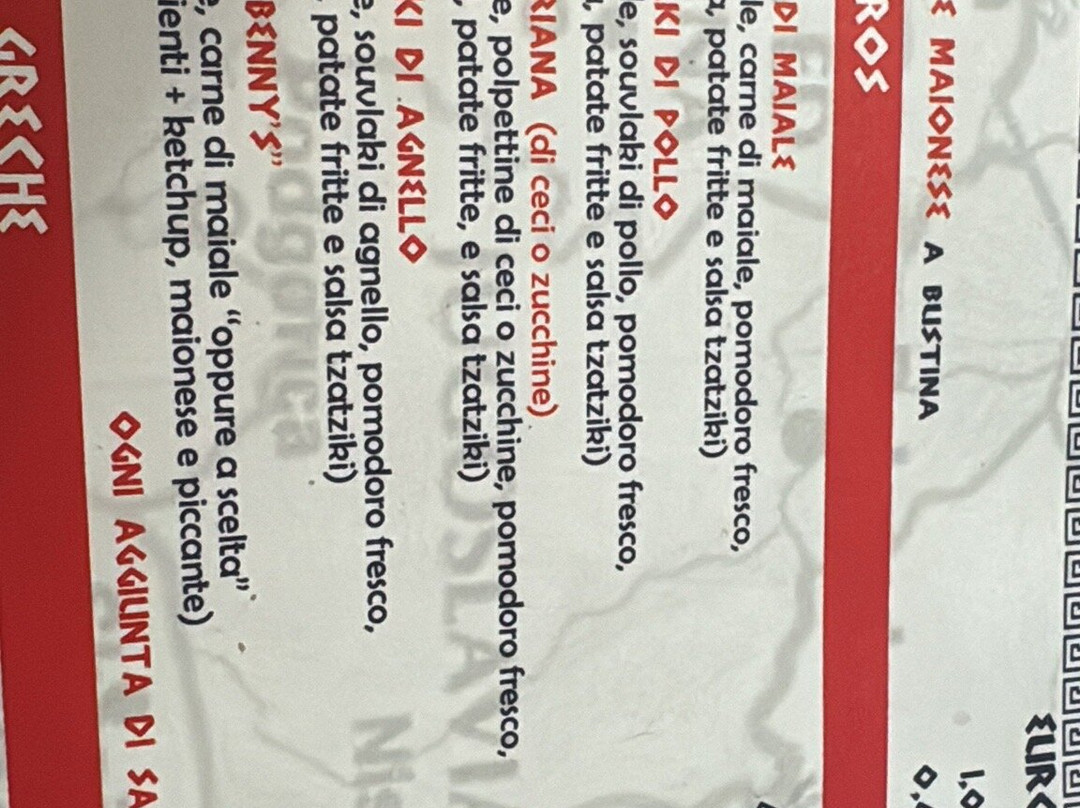 EUR
1,0
E MAIONESE A BUSTINA 0,
ROS
DI MAIALE
le, carne di maiale, pomodoro fresco,
a, patate fritte e salsa tzatziki)
KI DI POLLO
le, souvlaki di pollo, pomodoro fresco,
, patate fritte e salsa tzatziki)
RIANA (di ceci o zucchine)
e, polpettine di ceci o zucchine, pomodoro fresco,
, patate fritte, e salsa tzatziki)
KI DI AGNELLO
e, souvlaki di agnello, pomodoro fresco,
, patate fritte e salsa tzatziki)
BENNY'S"
e, carne di maiale “oppure a scelta”
ienti + ketchup, maionese e piccante)
OGNI AGGIUNTA DI SA
GRECHE